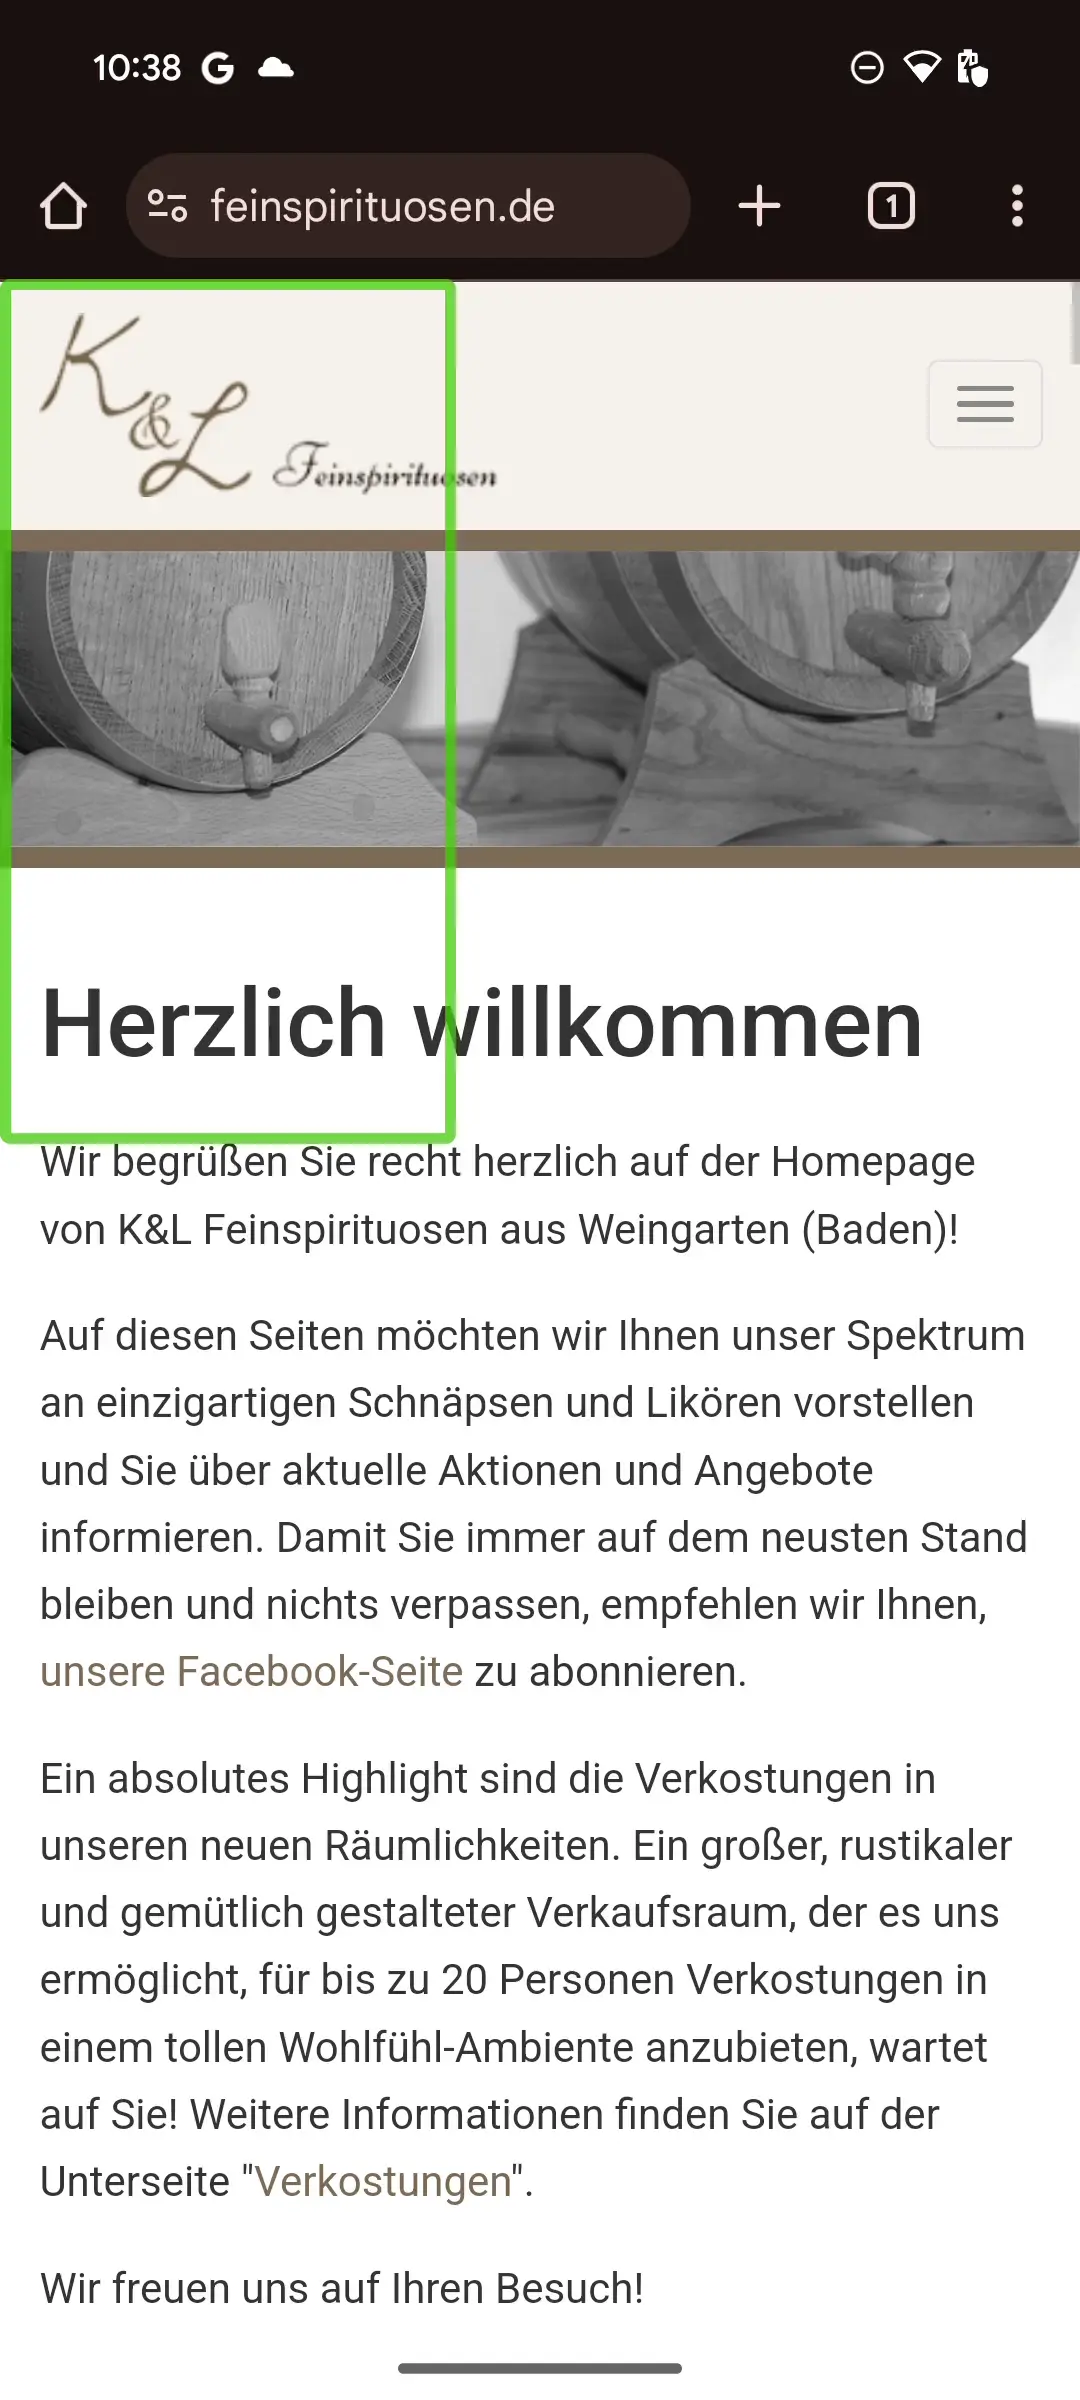 10:38
feinspirituosen.de
1
K&L Feinspirituosen
Herzlich willkommen
Wir begrüßen Sie recht herzlich auf der Homepage
von K&L Feinspirituosen aus Weingarten (Baden)!
Auf diesen Seiten möchten wir Ihnen unser Spektrum
an einzigartigen Schnäpsen und Likören vorstellen
und Sie über aktuelle Aktionen und Angebote
informieren. Damit Sie immer auf dem neusten Stand
bleiben und nichts verpassen, empfehlen wir Ihnen,
unsere Facebook-Seite zu abonnieren.
Ein absolutes Highlight sind die Verkostungen in
unseren neuen Räumlichkeiten. Ein großer, rustikaler
und gemütlich gestalteter Verkaufsraum, der es uns
ermöglicht, für bis zu 20 Personen Verkostungen in
einem tollen Wohlfühl-Ambiente anzubieten, wartet
auf Sie! Weitere Informationen finden Sie auf der
Unterseite "Verkostungen".
Wir freuen uns auf Ihren Besuch!